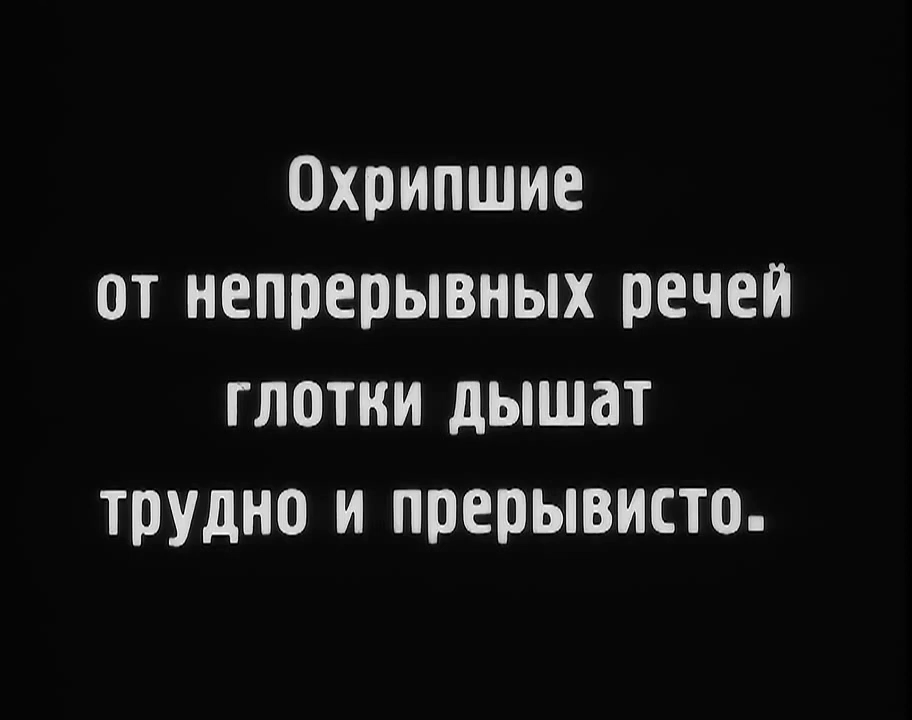 Охрипшие
от непрерывных речей
глотки дышат
трудно и прерывисто.